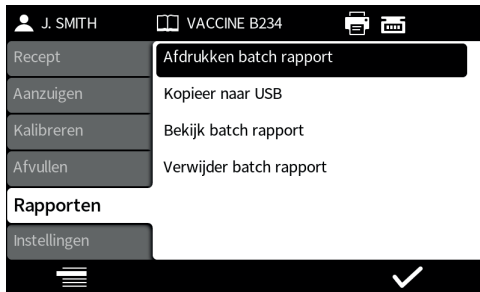 J. SMITH
VACCINE B234
Recept
Aanzuigen
Kalibreren
Afvullen
Rapporten
Instellingen
Afdrukken batch rapport
Kopieer naar USB
Bekijk batch rapport
Verwijder batch rapport